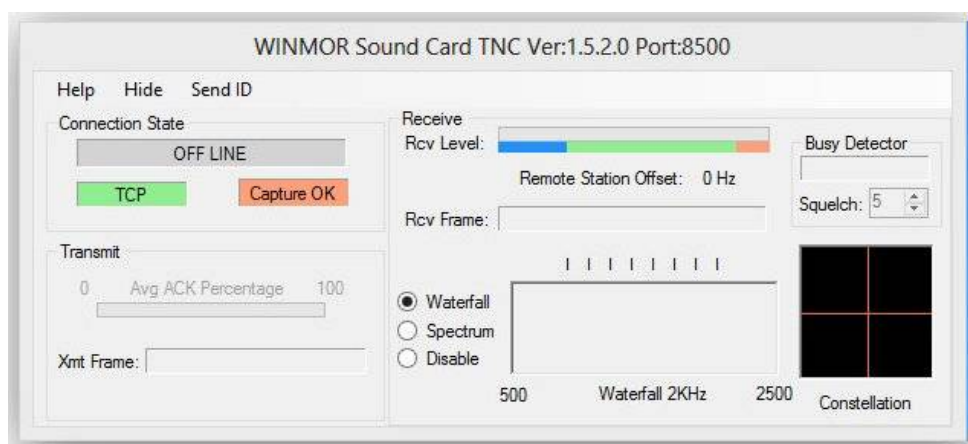 WINMOR Sound Card TNC Ver:1.5.2.0 Port:8500
Help Hide Send ID
Connection State
OFF LINE
TCP Capture OK
Transmit
0 Avg ACK Percentage 100
Xmt Frame:
Receive
Rcv Level:
Remote Station Offset: 0 Hz
Rcv Frame:
Waterfall
Spectrum
Disable
500 Waterfall 2KHz 2500
Busy Detector
Squelch: 5
Constellation